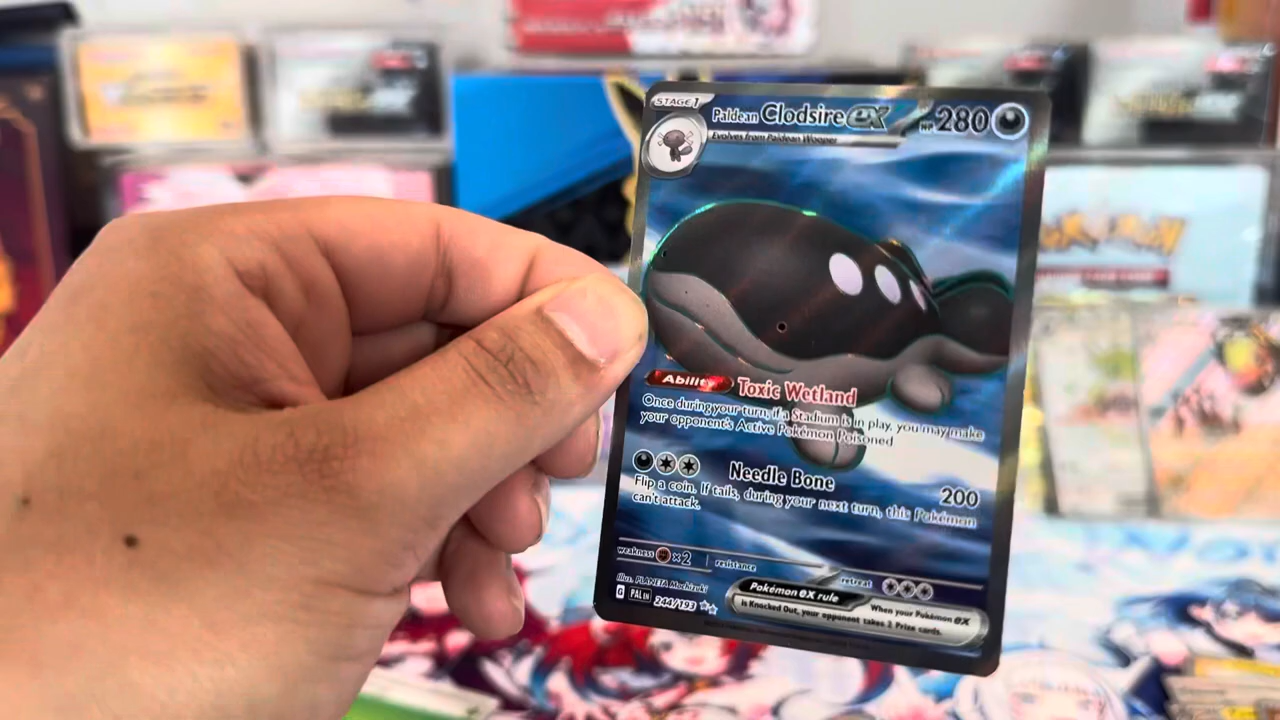 STAGE 1
Paldean Clodsire ex HP 280
Evolves from Paldean Wooper
Ability Toxic Wetland
Once during your turn, if a Stadium is in play, you may make
your opponent's Active Pokémon Poisoned
Needle Bone 200
Flip a coin. If tails, during your next turn, this Pokémon
can't attack.
weakness ×2 resistance retreat
Illus. PLANETA Mochizuki
G PAL EN 244/193
Pokémon ex rule
When your Pokémon ex
is Knocked Out, your opponent takes 2 Prize cards.
POKÉMON